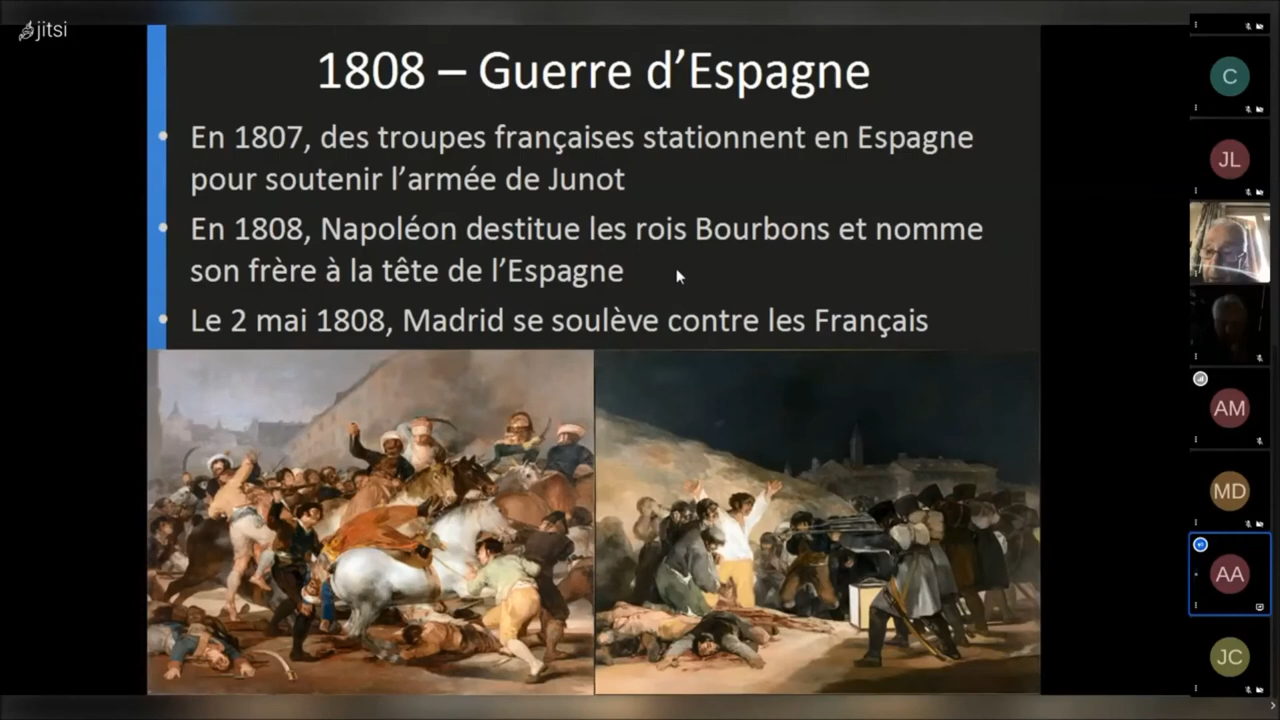 jitsi
1808 – Guerre d’Espagne
• En 1807, des troupes françaises stationnent en Espagne
pour soutenir l’armée de Junot
• En 1808, Napoléon destitue les rois Bourbons et nomme
son frère à la tête de l’Espagne
• Le 2 mai 1808, Madrid se soulève contre les Français
C
JL
AM
MD
AA
JC